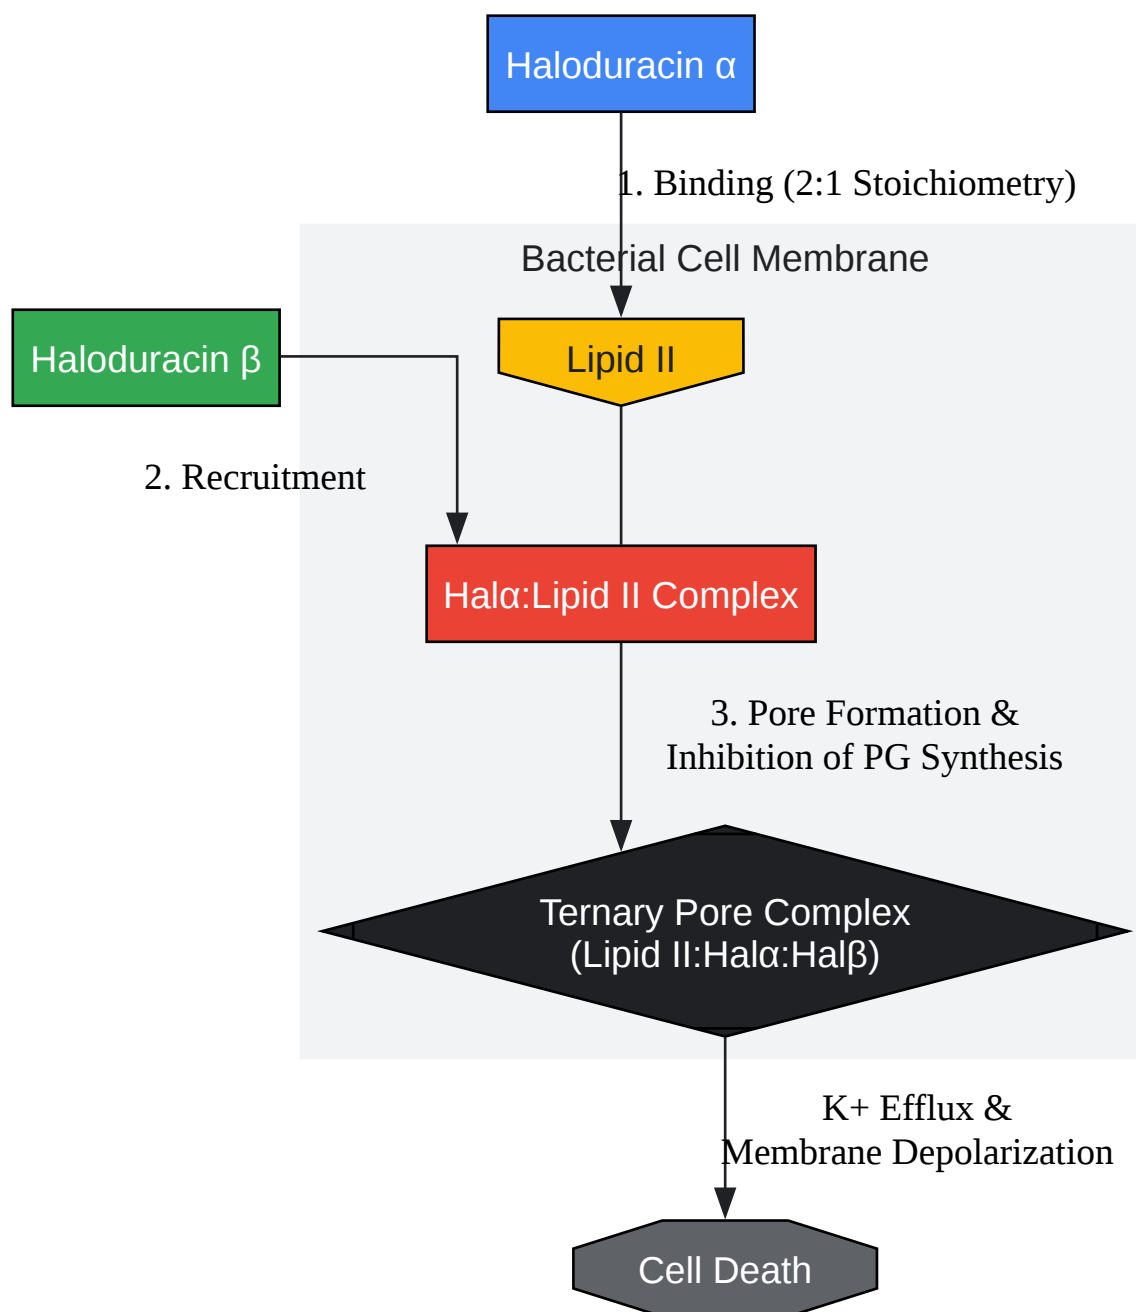 Haloduracin α
1. Binding (2:1 Stoichiometry)
Bacterial Cell Membrane
Haloduracin β
Lipid II
2. Recruitment
Halα:Lipid II Complex
3. Pore Formation &
Inhibition of PG Synthesis
Ternary Pore Complex
(Lipid II:Halα:Halβ)
K+ Efflux &
Membrane Depolarization
Cell Death